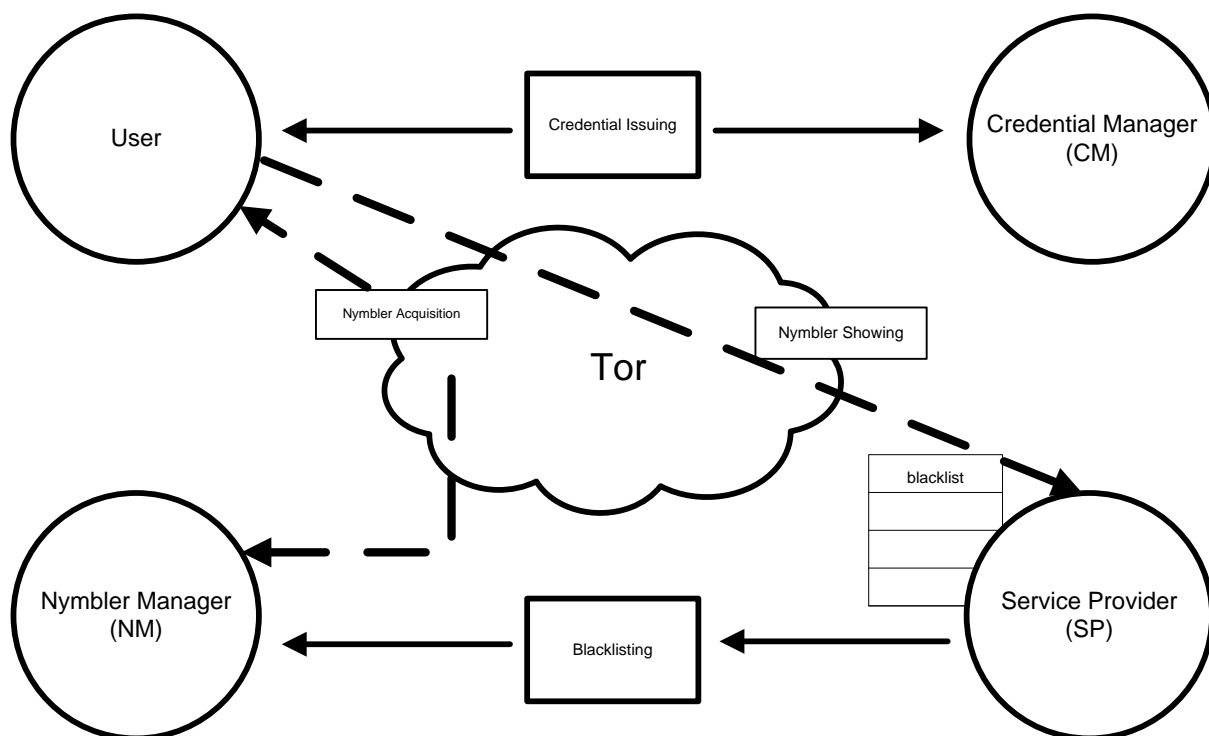 User
Credential Issuing
Credential Manager
(CM)
Nymbler Acquisition
Nymbler Showing
Tor
blacklist
Nymbler Manager
(NM)
Blacklisting
Service Provider
(SP)